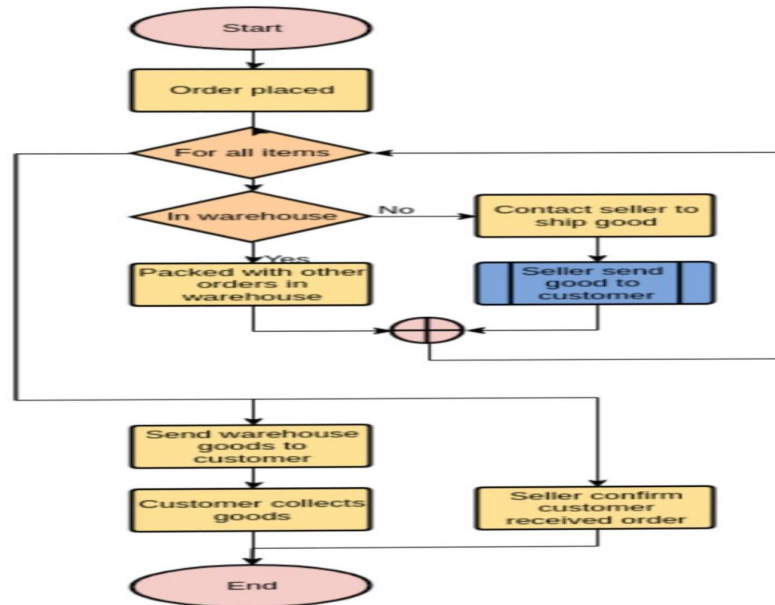 Start
Order placed
For all items
In warehouse
No
Contact seller to
ship good
Yes
Packed with other
orders in
warehouse
Seller send
good to
customer
Send warehouse
goods to
customer
Customer collects
goods
Seller confirm
customer
received order
End